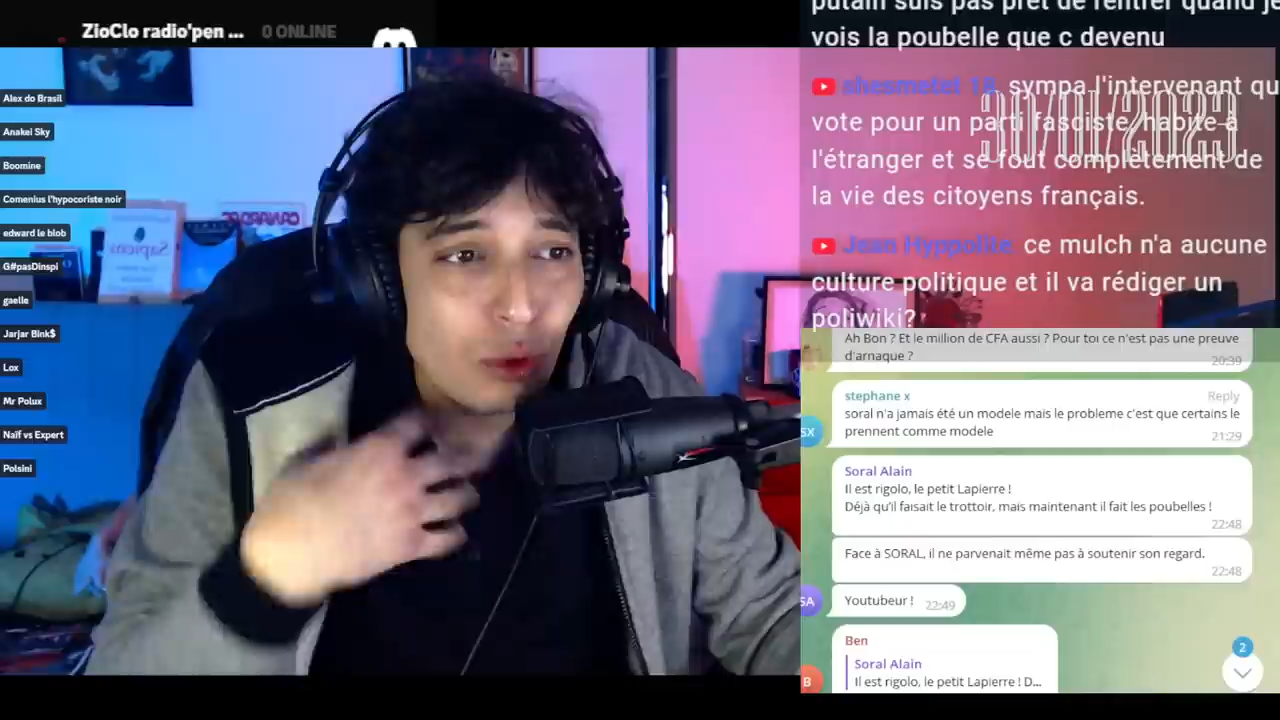 ZioClo radio'pen ... 0 ONLINE
Alex do Brasil
Anakei Sky
Boomine
Comenius l'hypocoriste noir
edward le blob
G#pasDinspi
gaelle
Jarjar Bink$
Lox
Mr Polux
Naïf vs Expert
Polsini
Sapiens
putain suis pas prêt de rentrer quand je
vois la poubelle que c devenu
shesmotel 18 sympa l'intervenant qu
vote pour un parti fasciste, habite à
l'étranger et se fout complètement de
la vie des citoyens français.
30/01/2023
Jean Hyppolite ce mulch n'a aucune
culture politique et il va rédiger un
poliwiki?
Ah Bon ? Et le million de CFA aussi ? Pour toi ce n'est pas une preuve
d'arnaque ?
20:39
stephane x Reply
soral n'a jamais été un modele mais le probleme c'est que certains le
prennent comme modele
21:29
SX
Soral Alain
Il est rigolo, le petit Lapierre !
Déjà qu'il faisait le trottoir, mais maintenant il fait les poubelles !
22:48
Face à SORAL, il ne parvenait même pas à soutenir son regard.
22:48
SA
Youtubeur ! 22:49
Ben
Soral Alain
Il est rigolo, le petit Lapierre ! D...
B
2